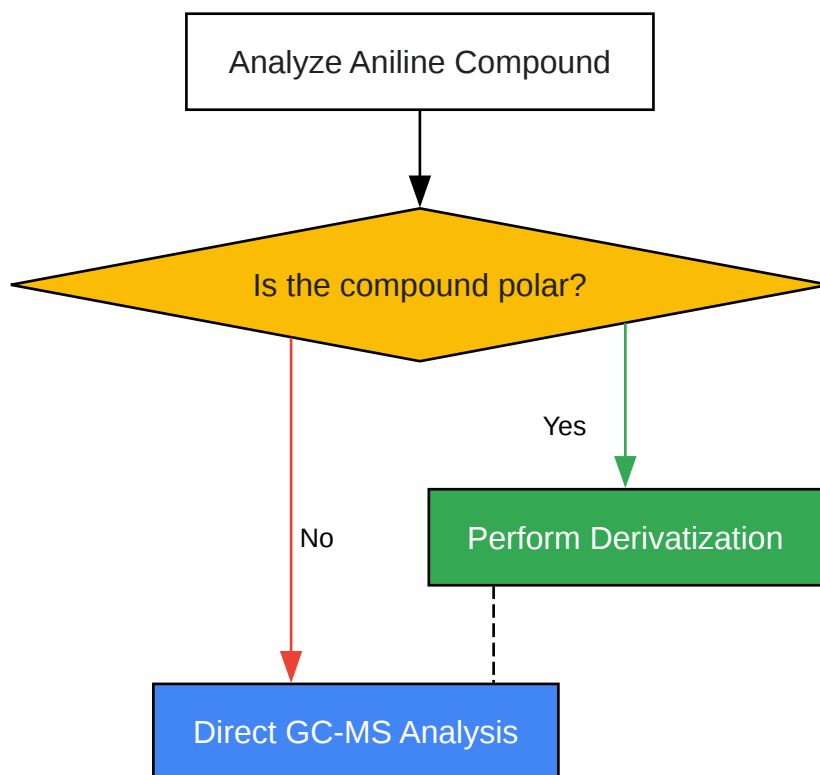 Analyze Aniline Compound
Is the compound polar?
Yes
No
Perform Derivatization
Direct GC-MS Analysis